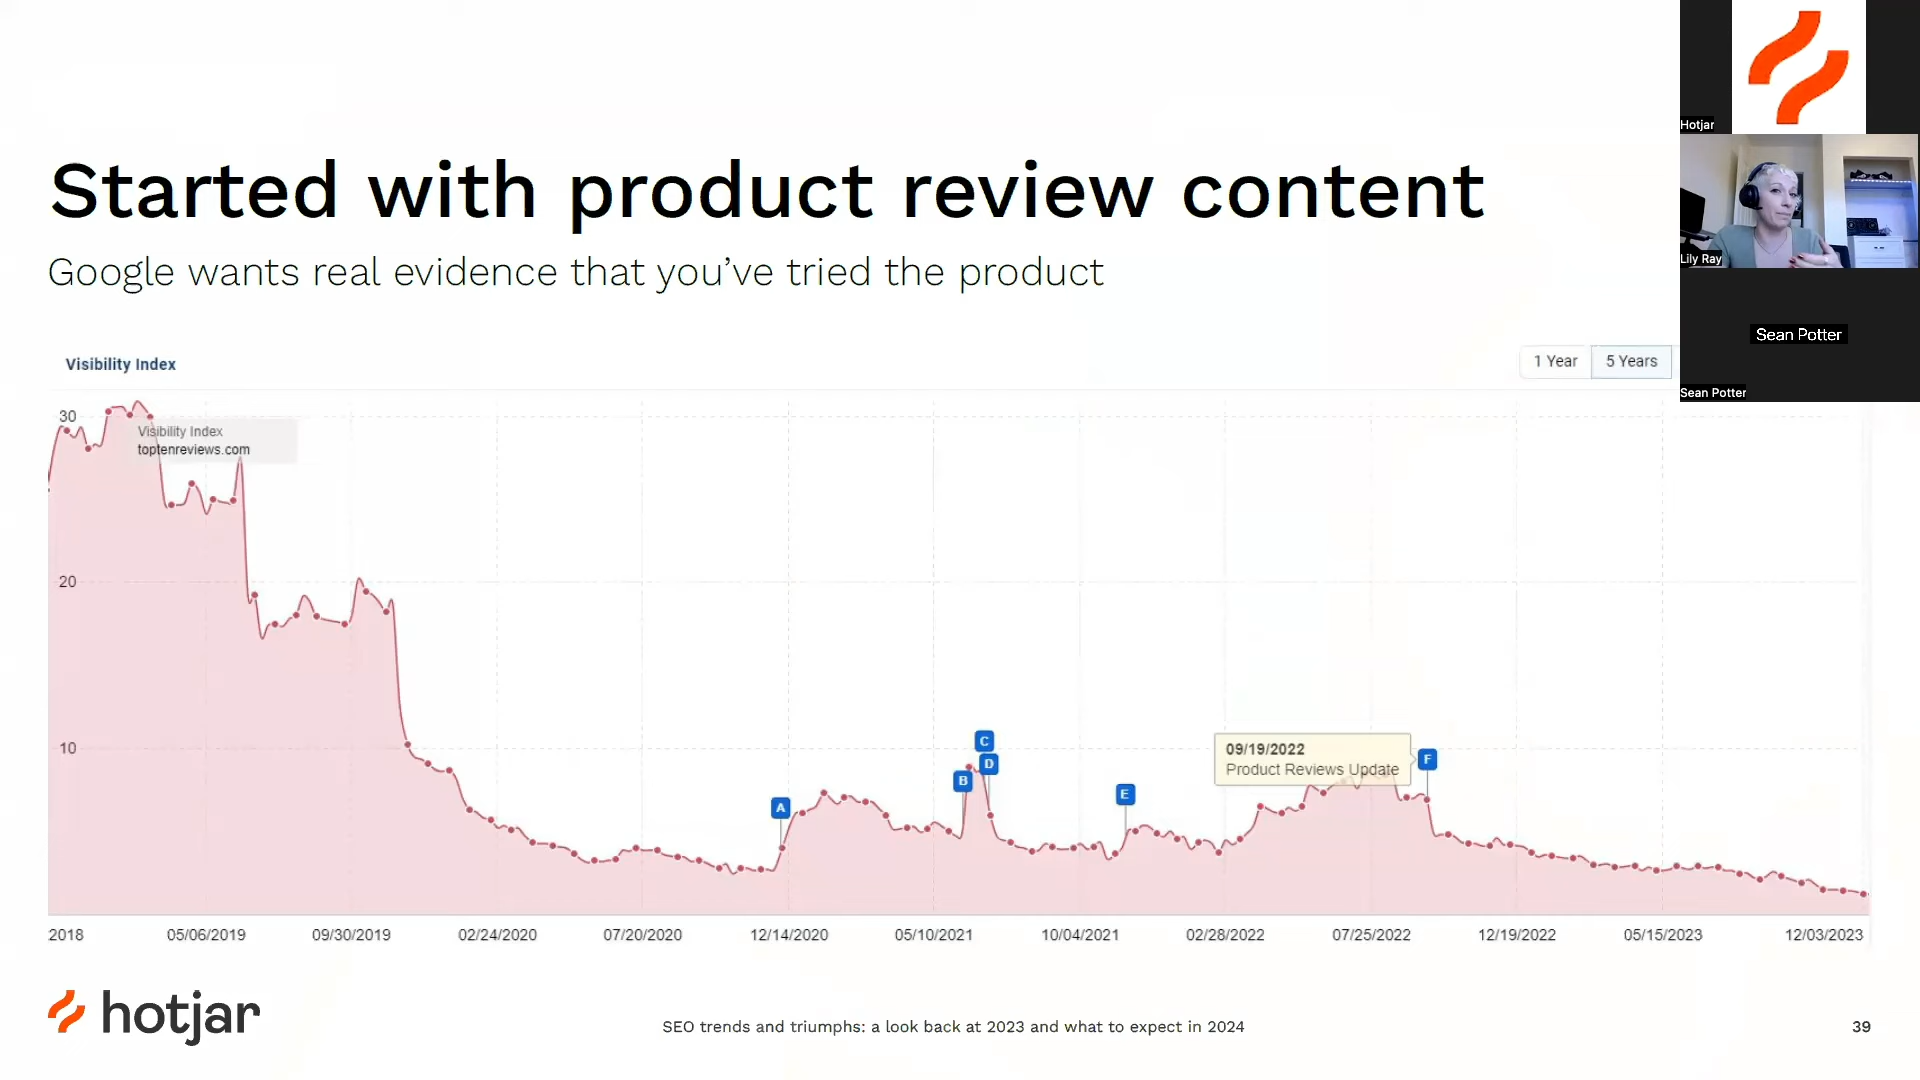 Started with product review content
Google wants real evidence that you’ve tried the product
Hotjar
Lily Ray
Sean Potter
Sean Potter
Visibility Index
1 Year
5 Years
30
20
10
Visibility Index
toptenreviews.com
A
B
C
D
E
F
09/19/2022
Product Reviews Update
2018
05/06/2019
09/30/2019
02/24/2020
07/20/2020
12/14/2020
05/10/2021
10/04/2021
02/28/2022
07/25/2022
12/19/2022
05/15/2023
12/03/2023
hotjar
SEO trends and triumphs: a look back at 2023 and what to expect in 2024
39